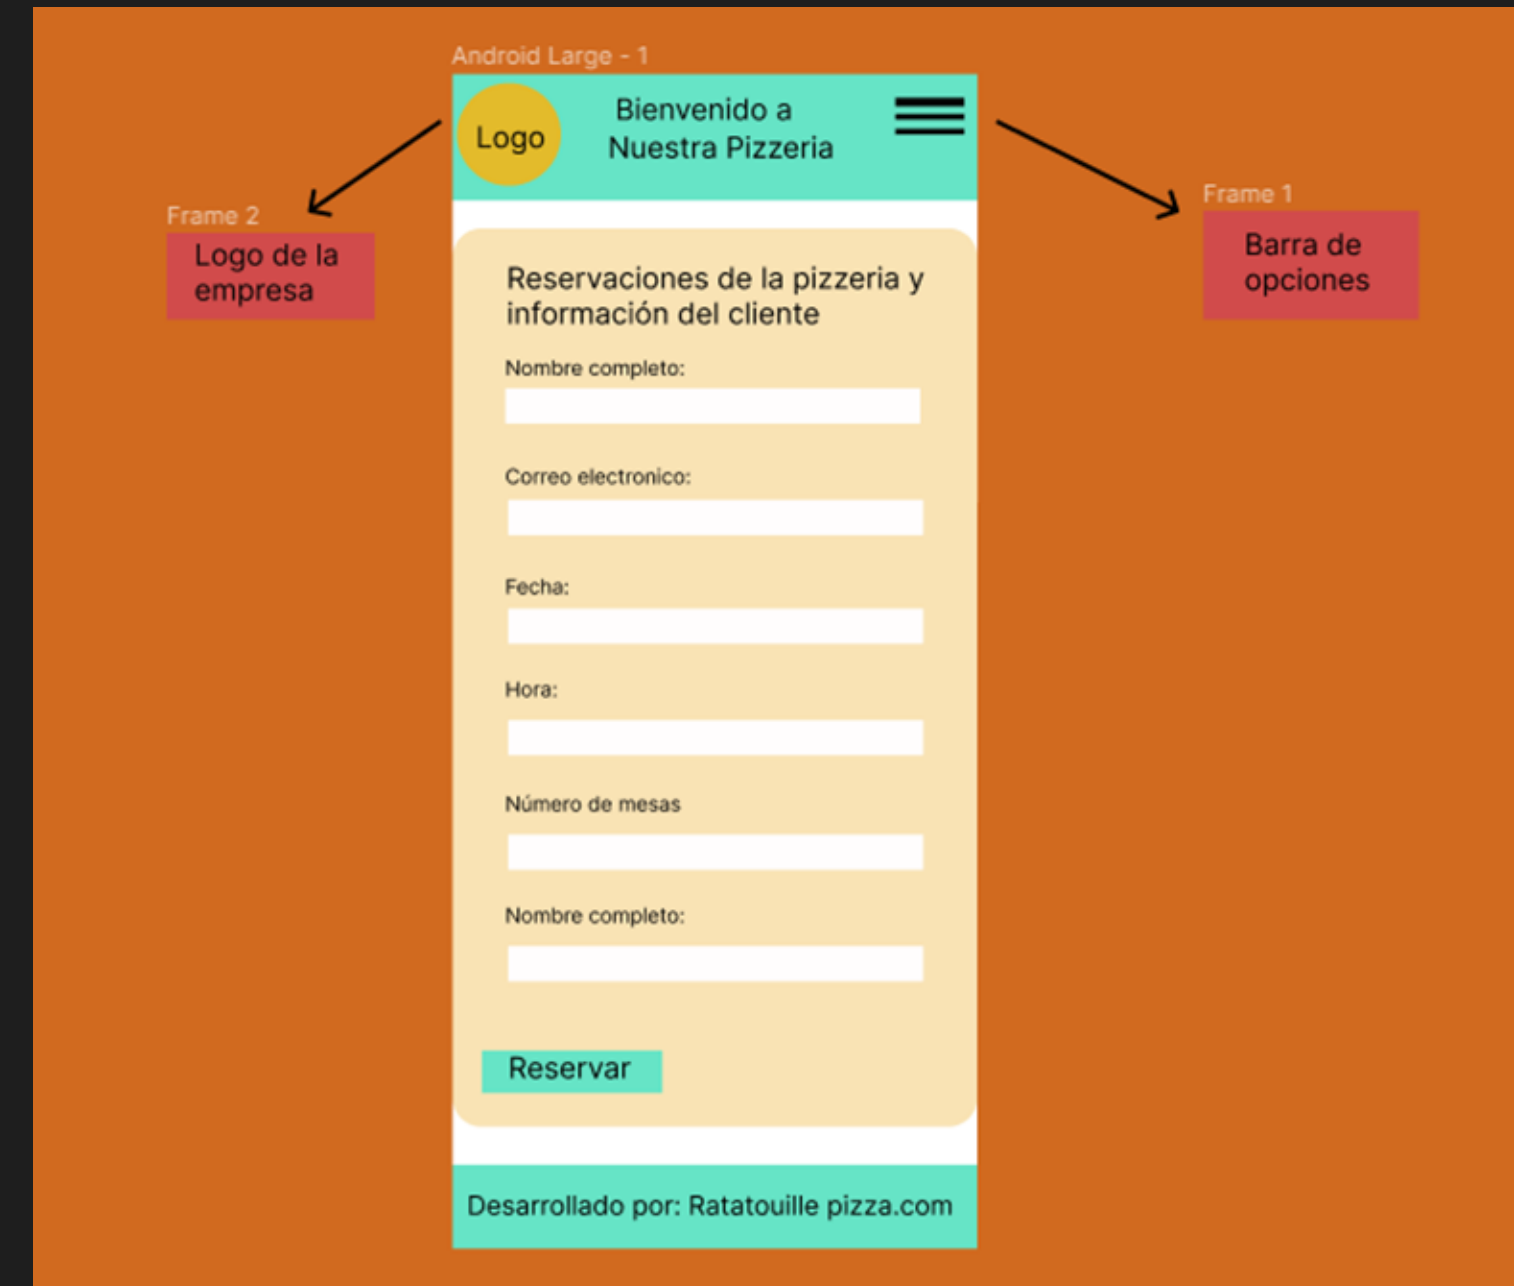 Android Large - 1
Logo
Bienvenido a
Nuestra Pizzeria
Frame 2
Logo de la
empresa
Frame 1
Barra de
opciones
Reservaciones de la pizzeria y
información del cliente
Nombre completo:
Correo electronico:
Fecha:
Hora:
Número de mesas
Nombre completo:
Reservar
Desarrollado por: Ratatouille pizza.com